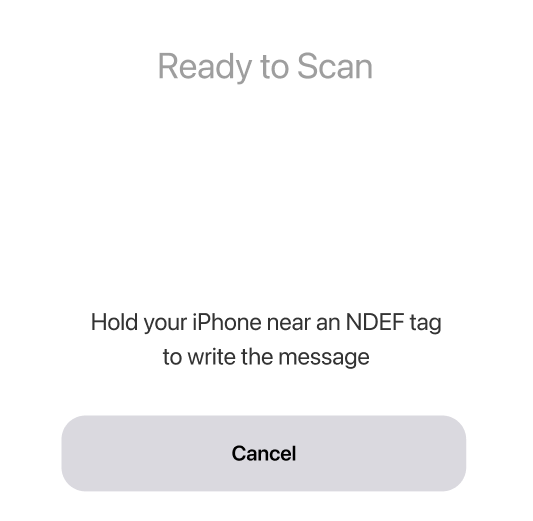 Ready to Scan
Hold your iPhone near an NDEF tag
to write the message
Cancel